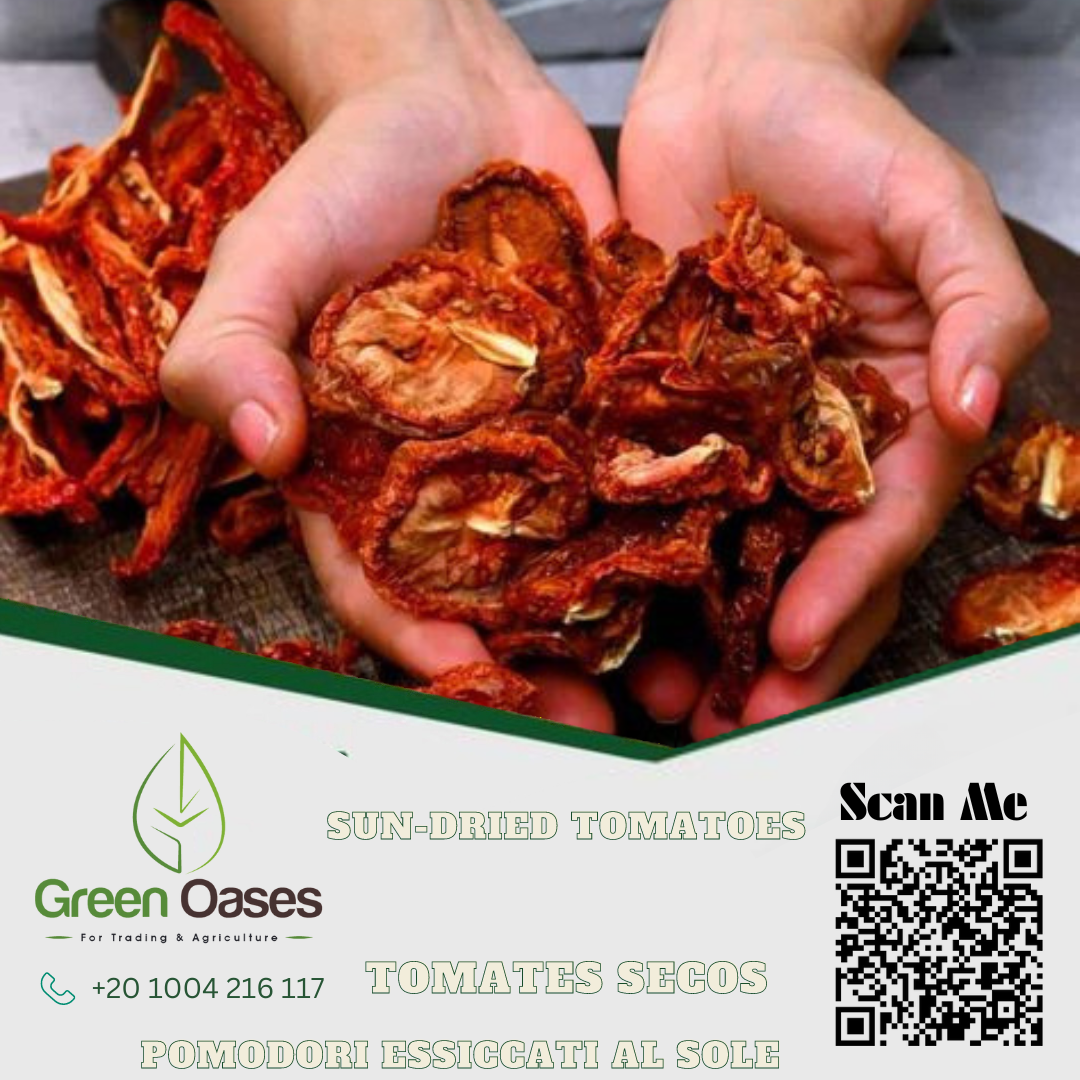 Scan Me
SUN-DRIED TOMATOES
Green Oases
For Trading & Agriculture
+20 1004 216 117
TOMATES SECOS
POMODORI ESSICCATI AL SOLE